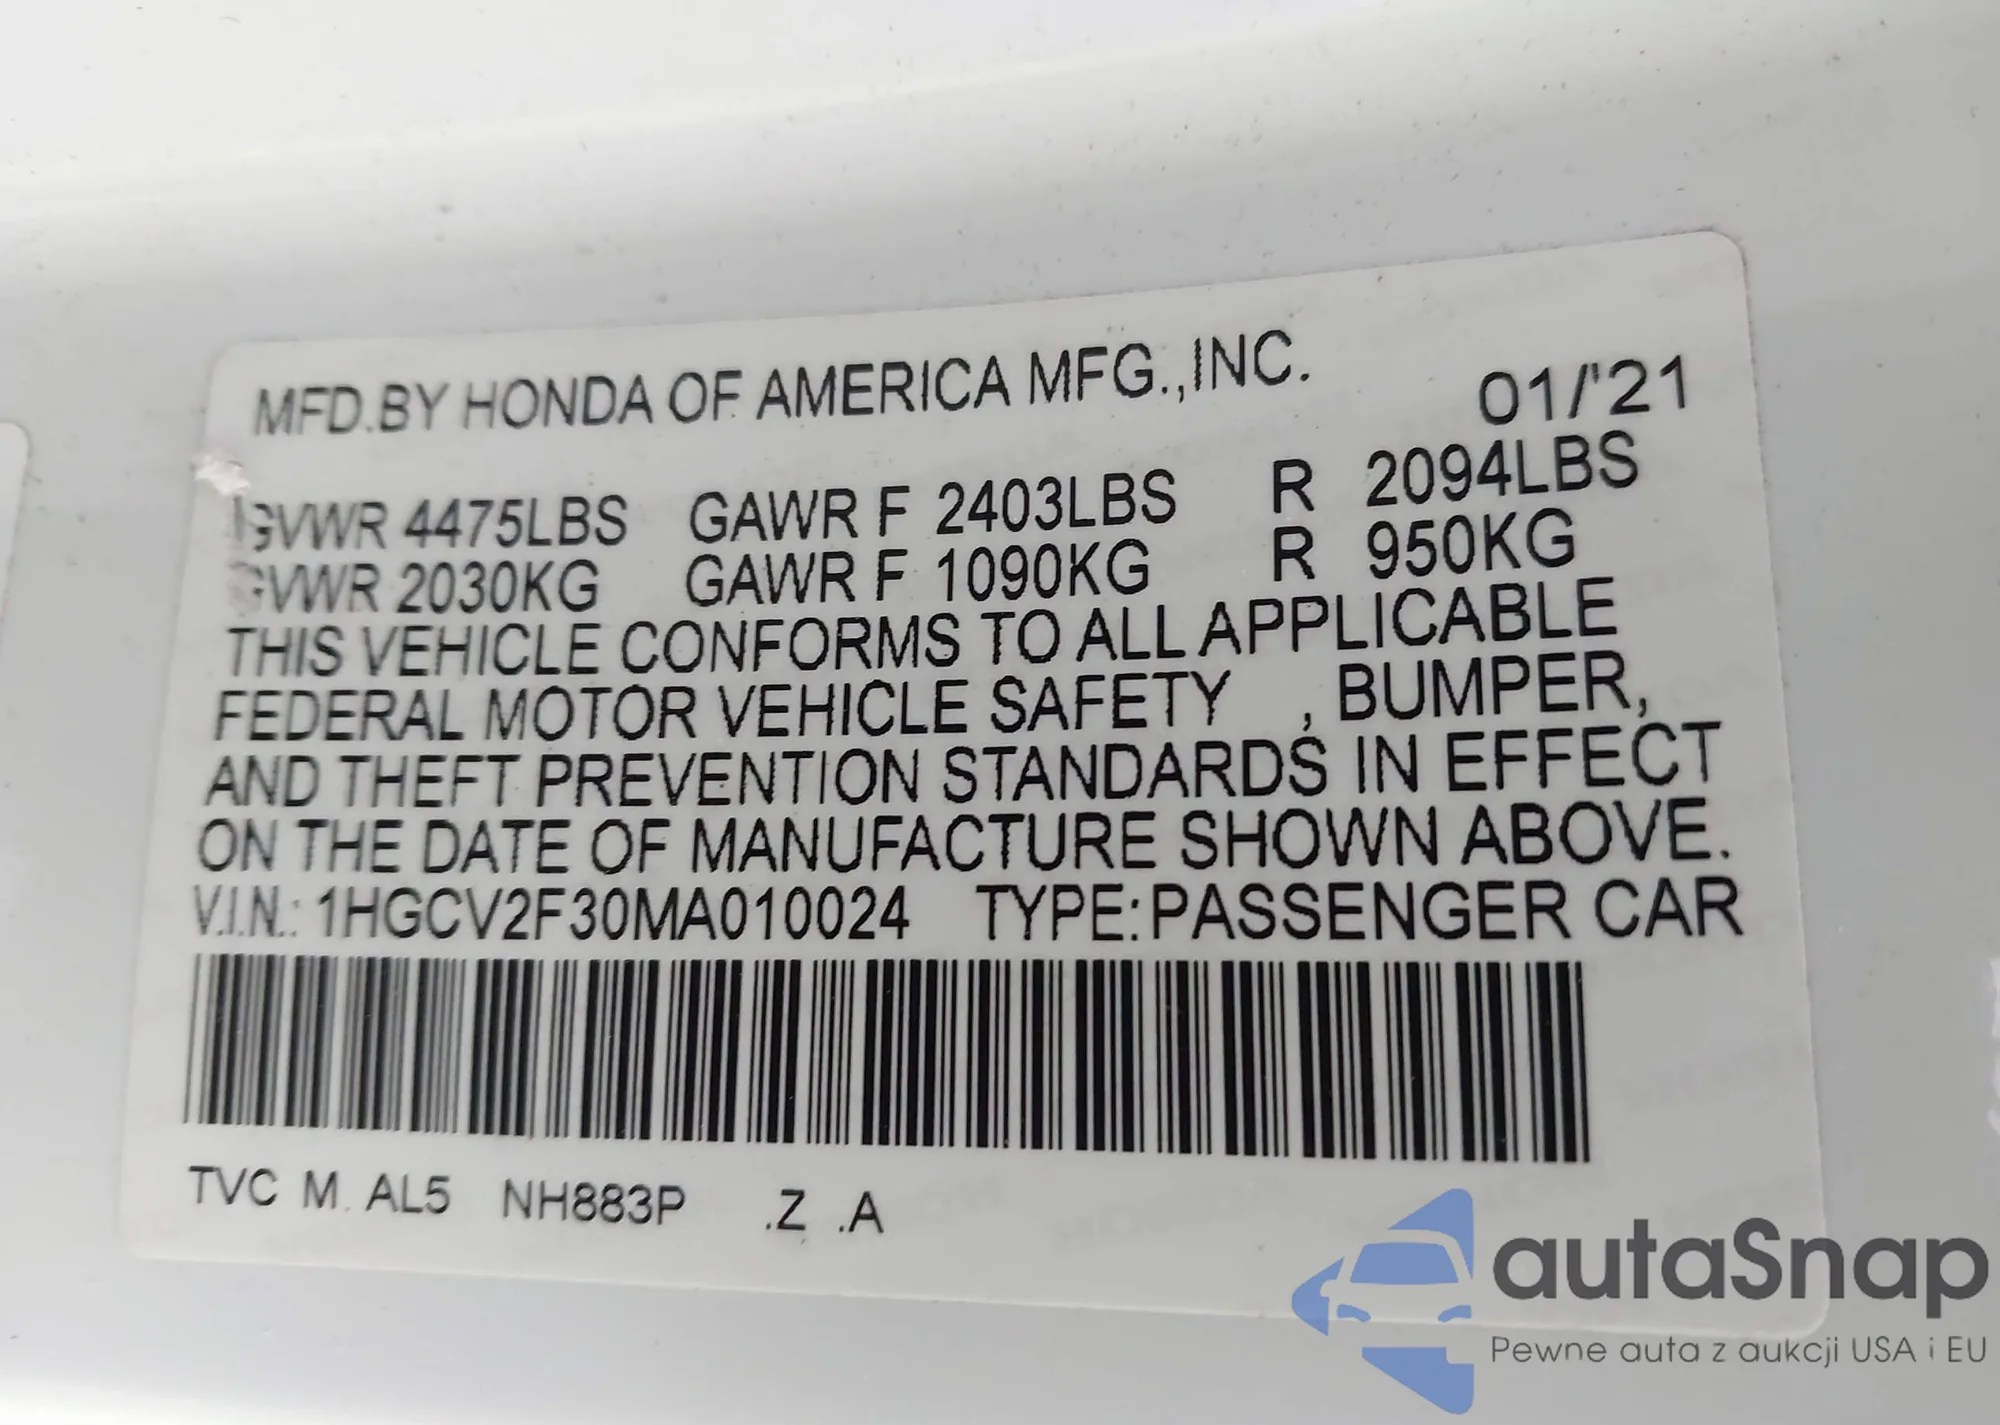 MFD.BY HONDA OF AMERICA MFG.,INC. 01/'21
GVWR 4475LBS GAWR F 2403LBS R 2094LBS
GVWR 2030KG GAWR F 1090KG R 950KG
THIS VEHICLE CONFORMS TO ALL APPLICABLE
FEDERAL MOTOR VEHICLE SAFETY , BUMPER,
AND THEFT PREVENTION STANDARDS IN EFFECT
ON THE DATE OF MANUFACTURE SHOWN ABOVE.
V.I.N.: 1HGCV2F30MA010024 TYPE:PASSENGER CAR
TVC M. AL5 NH883P .Z .A
autaSnap
Pewne auta z aukcji USA i EU